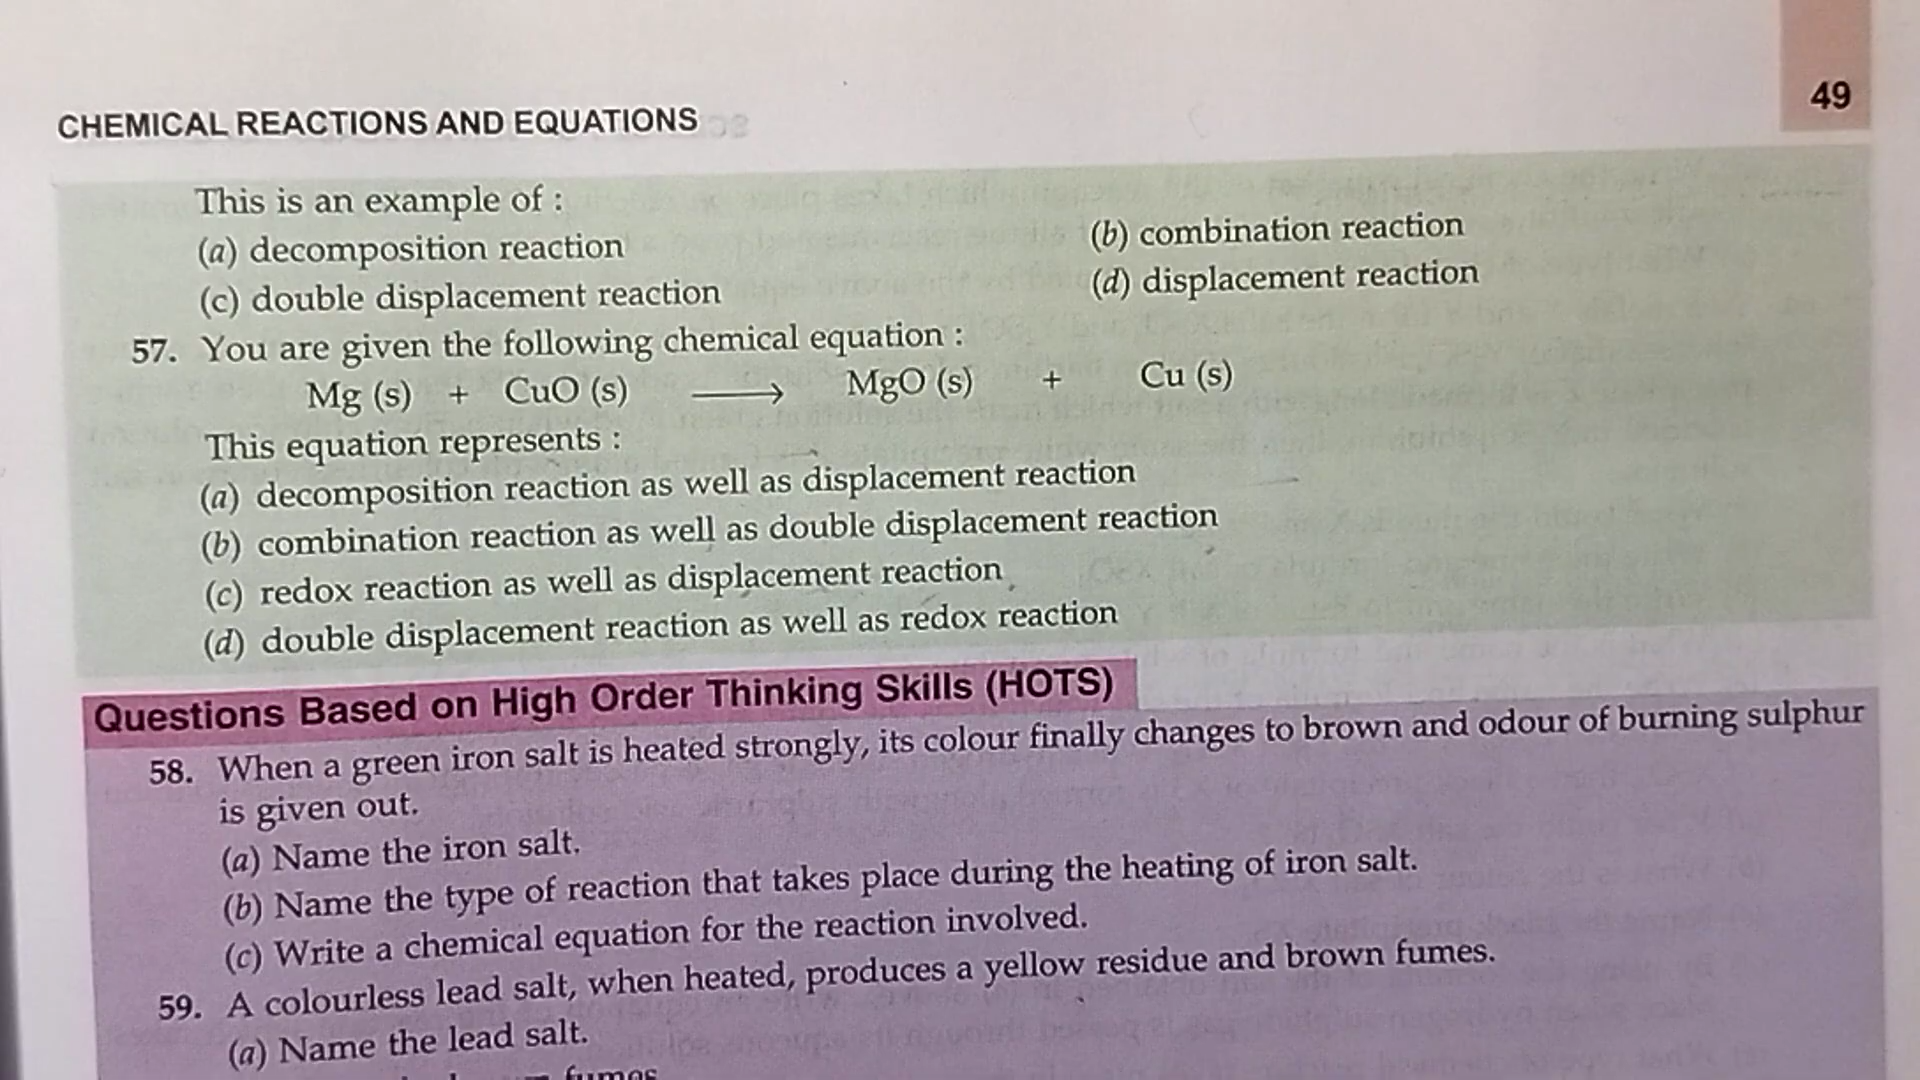 49
CHEMICAL REACTIONS AND EQUATIONS
This is an example of :
(a) decomposition reaction (b) combination reaction
(c) double displacement reaction (d) displacement reaction
57. You are given the following chemical equation :
Mg (s) + CuO (s) ⟶ MgO (s) + Cu (s)
This equation represents :
(a) decomposition reaction as well as displacement reaction
(b) combination reaction as well as double displacement reaction
(c) redox reaction as well as displacement reaction
(d) double displacement reaction as well as redox reaction
Questions Based on High Order Thinking Skills (HOTS)
58. When a green iron salt is heated strongly, its colour finally changes to brown and odour of burning sulphur
is given out.
(a) Name the iron salt.
(b) Name the type of reaction that takes place during the heating of iron salt.
(c) Write a chemical equation for the reaction involved.
59. A colourless lead salt, when heated, produces a yellow residue and brown fumes.
(a) Name the lead salt.
fumes